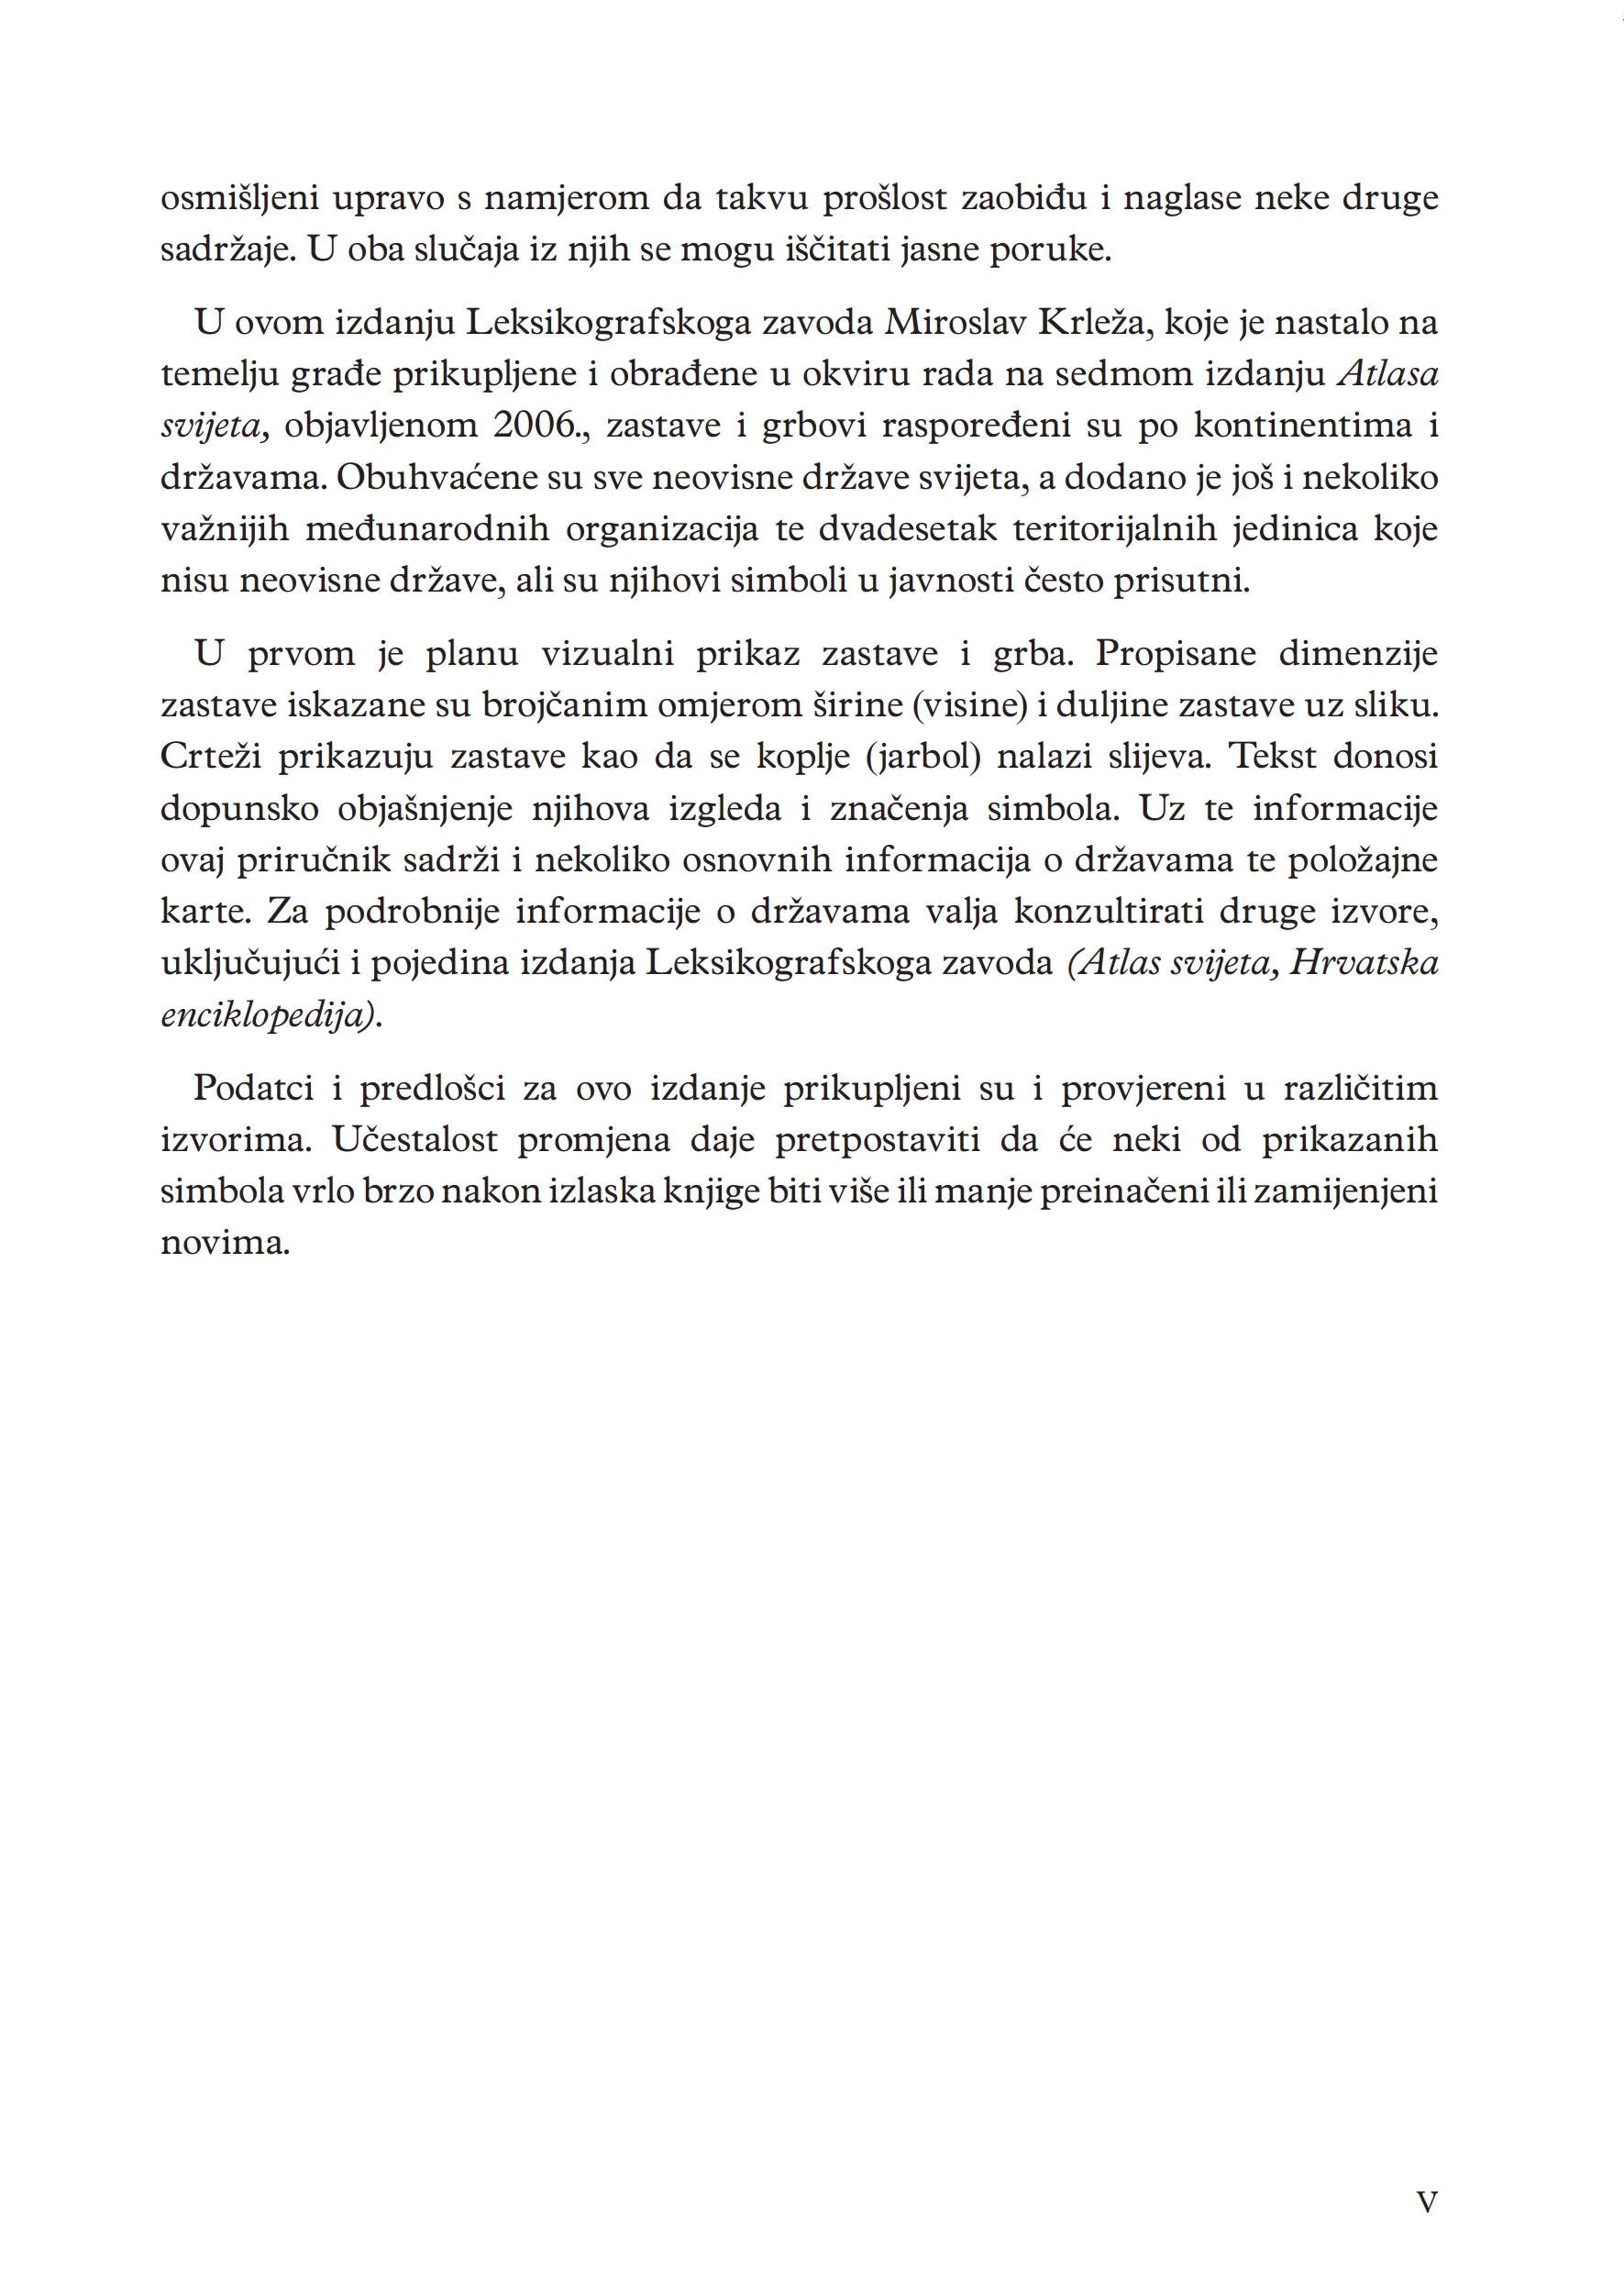 osmišljeni upravo s namjerom da takvu prošlost zaobiđu i naglase neke druge
sadržaje. U oba slučaja iz njih se mogu iščitati jasne poruke.
U ovom izdanju Leksikografskoga zavoda Miroslav Krleža, koje je nastalo na
temelju građe prikupljene i obrađene u okviru rada na sedmom izdanju Atlasa
svijeta, objavljenom 2006., zastave i grbovi raspoređeni su po kontinentima i
državama. Obuhvaćene su sve neovisne države svijeta, a dodano je još i nekoliko
važnijih međunarodnih organizacija te dvadesetak teritorijalnih jedinica koje
nisu neovisne države, ali su njihovi simboli u javnosti često prisutni.
U prvom je planu vizualni prikaz zastave i grba. Propisane dimenzije
zastave iskazane su brojčanim omjerom širine (visine) i duljine zastave uz sliku.
Crteži prikazuju zastave kao da se koplje (jarbol) nalazi slijeva. Tekst donosi
dopunsko objašnjenje njihova izgleda i značenja simbola. Uz te informacije
ovaj priručnik sadrži i nekoliko osnovnih informacija o državama te položajne
karte. Za podrobnije informacije o državama valja konzultirati druge izvore,
uključujući i pojedina izdanja Leksikografskoga zavoda (Atlas svijeta, Hrvatska
enciklopedija).
Podatci i predlošci za ovo izdanje prikupljeni su i provjereni u različitim
izvorima. Učestalost promjena daje pretpostaviti da će neki od prikazanih
simbola vrlo brzo nakon izlaska knjige biti više ili manje preinačeni ili zamijenjeni
novima.
V